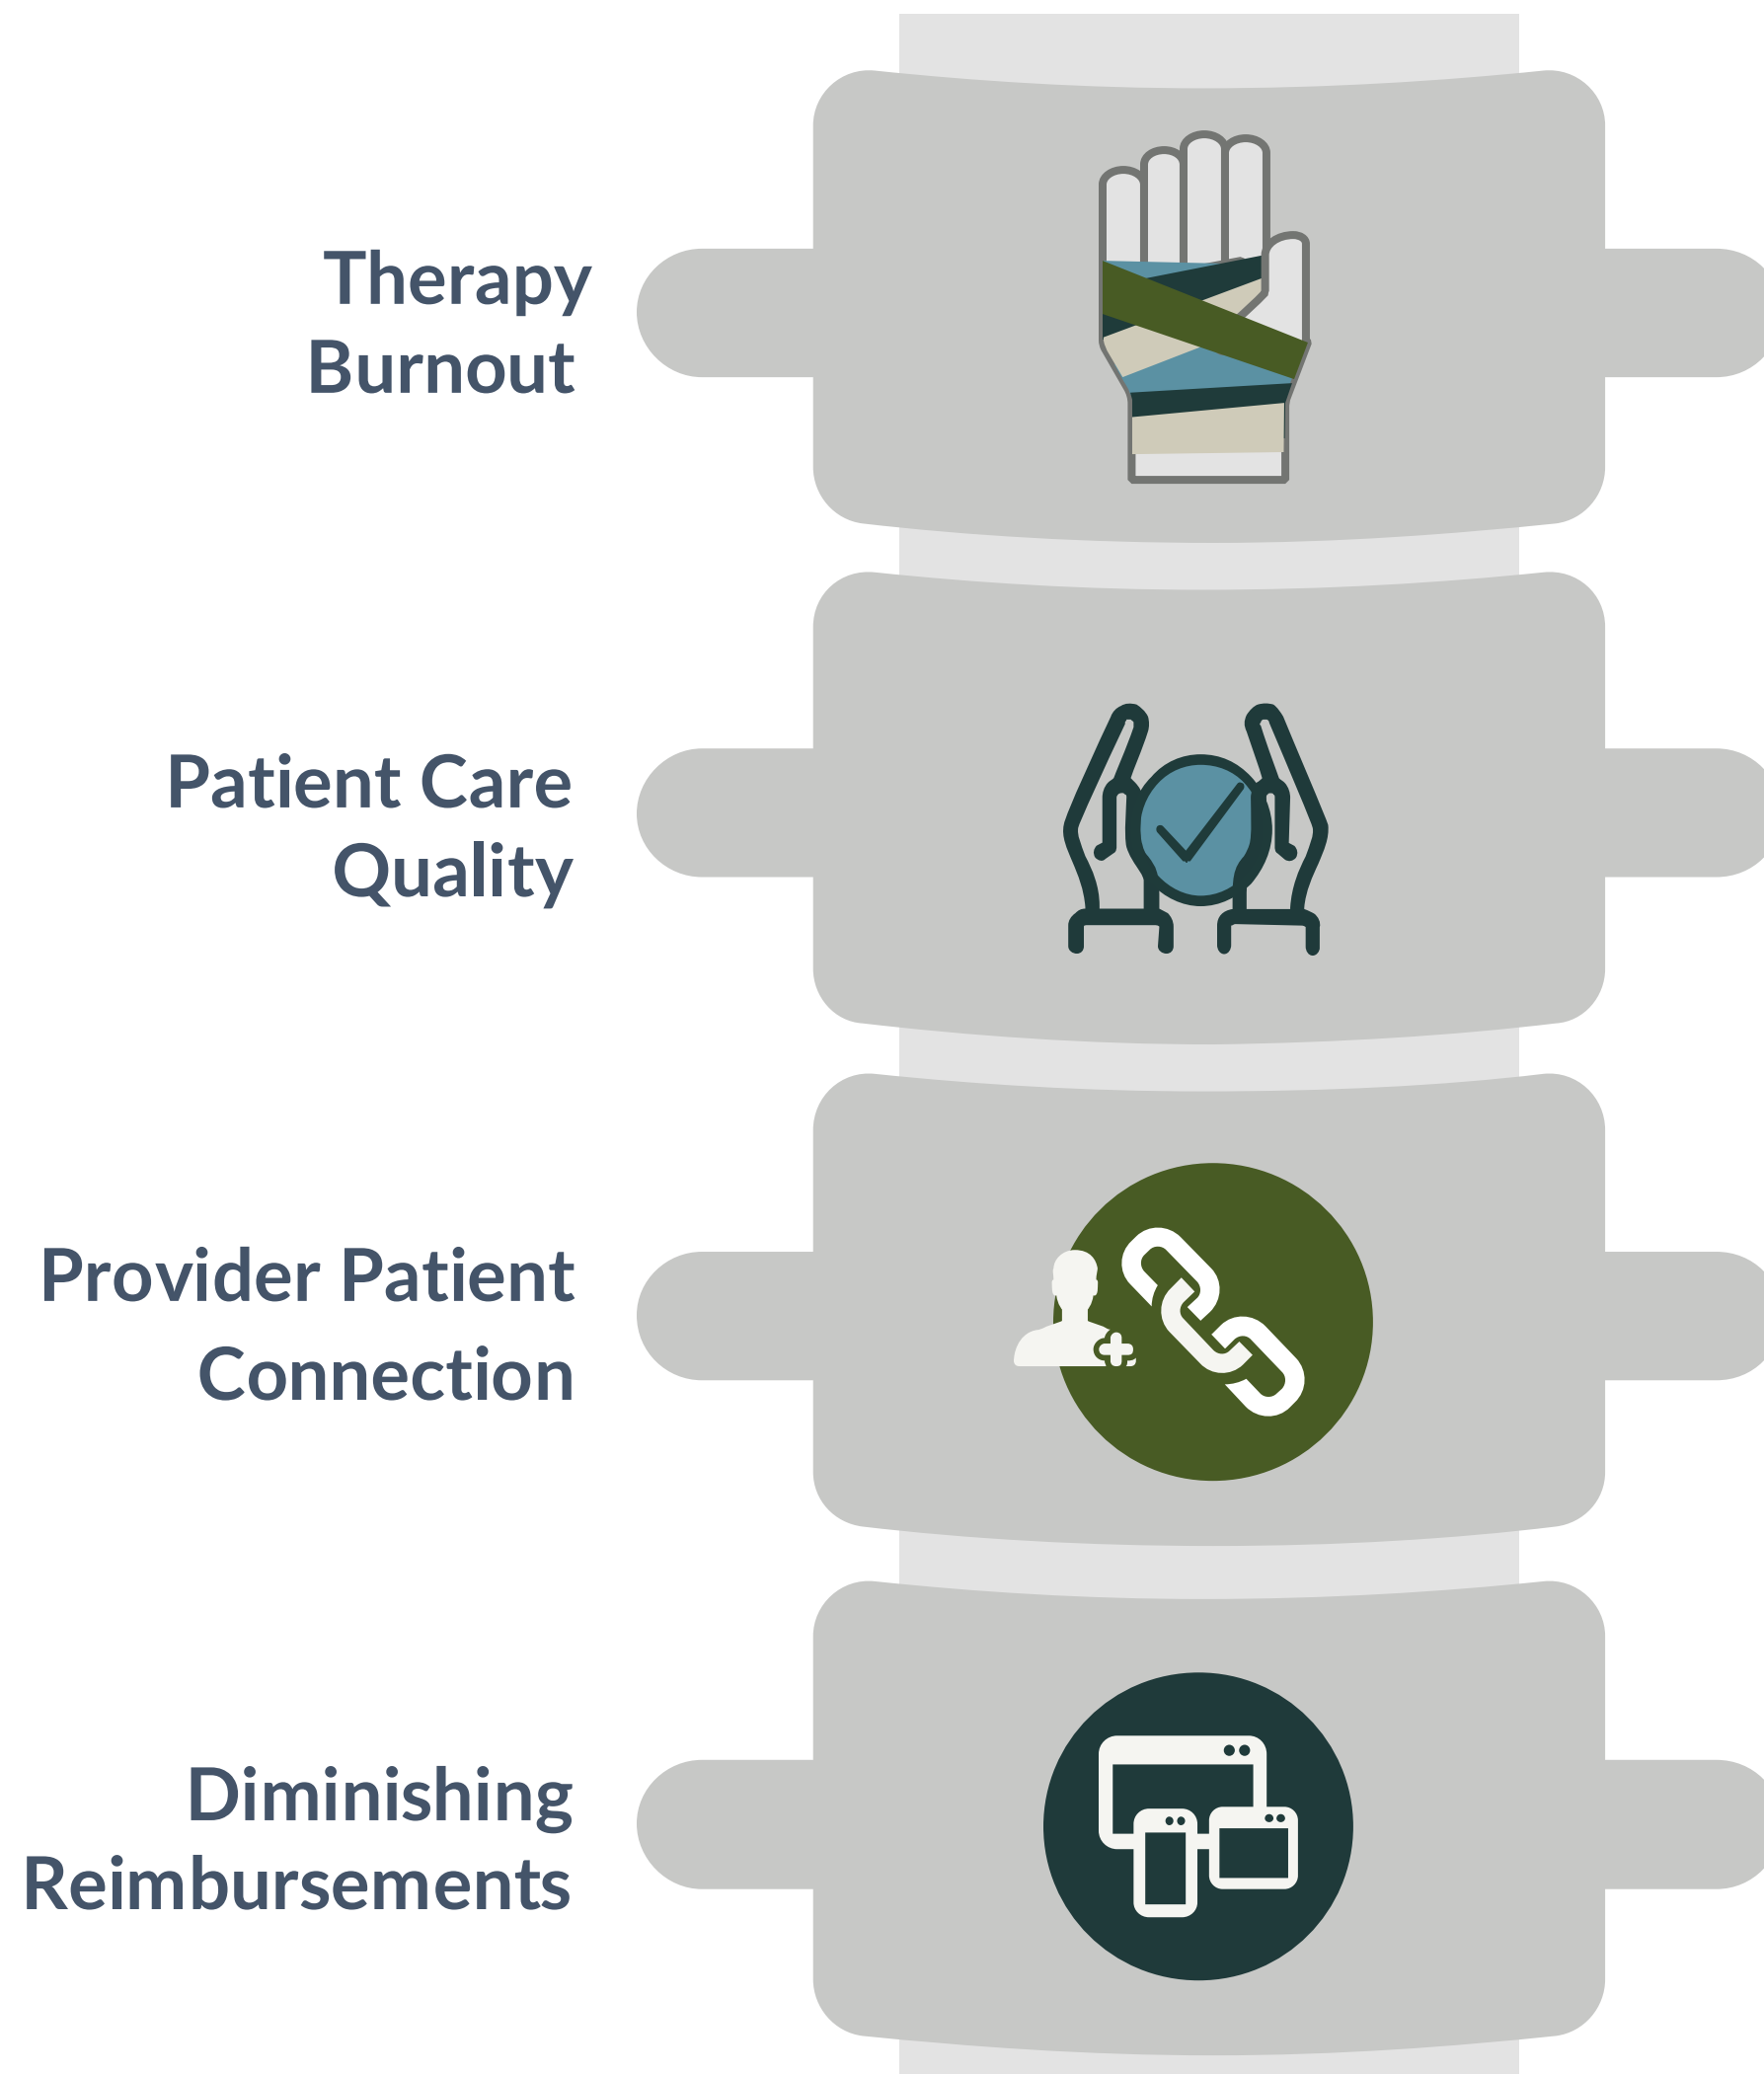 Therapy
Burnout
Patient Care
Quality
Provider Patient
Connection
Diminishing
Reimbursements